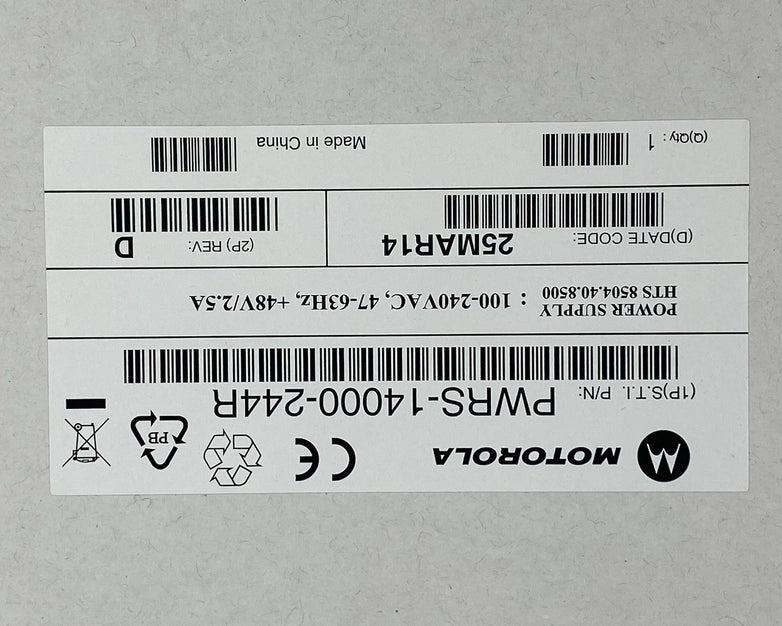 MOTOROLA CE PB
(1P)S.T.I. P/N: PWRS-14000-244R
POWER SUPPLY : 100-240VAC, 47-63Hz, +48V/2.5A
HTS 8504.40.8500
(D)DATE CODE: 25MAR14
(2P) REV: D
(Q)Qty : 1
Made in China